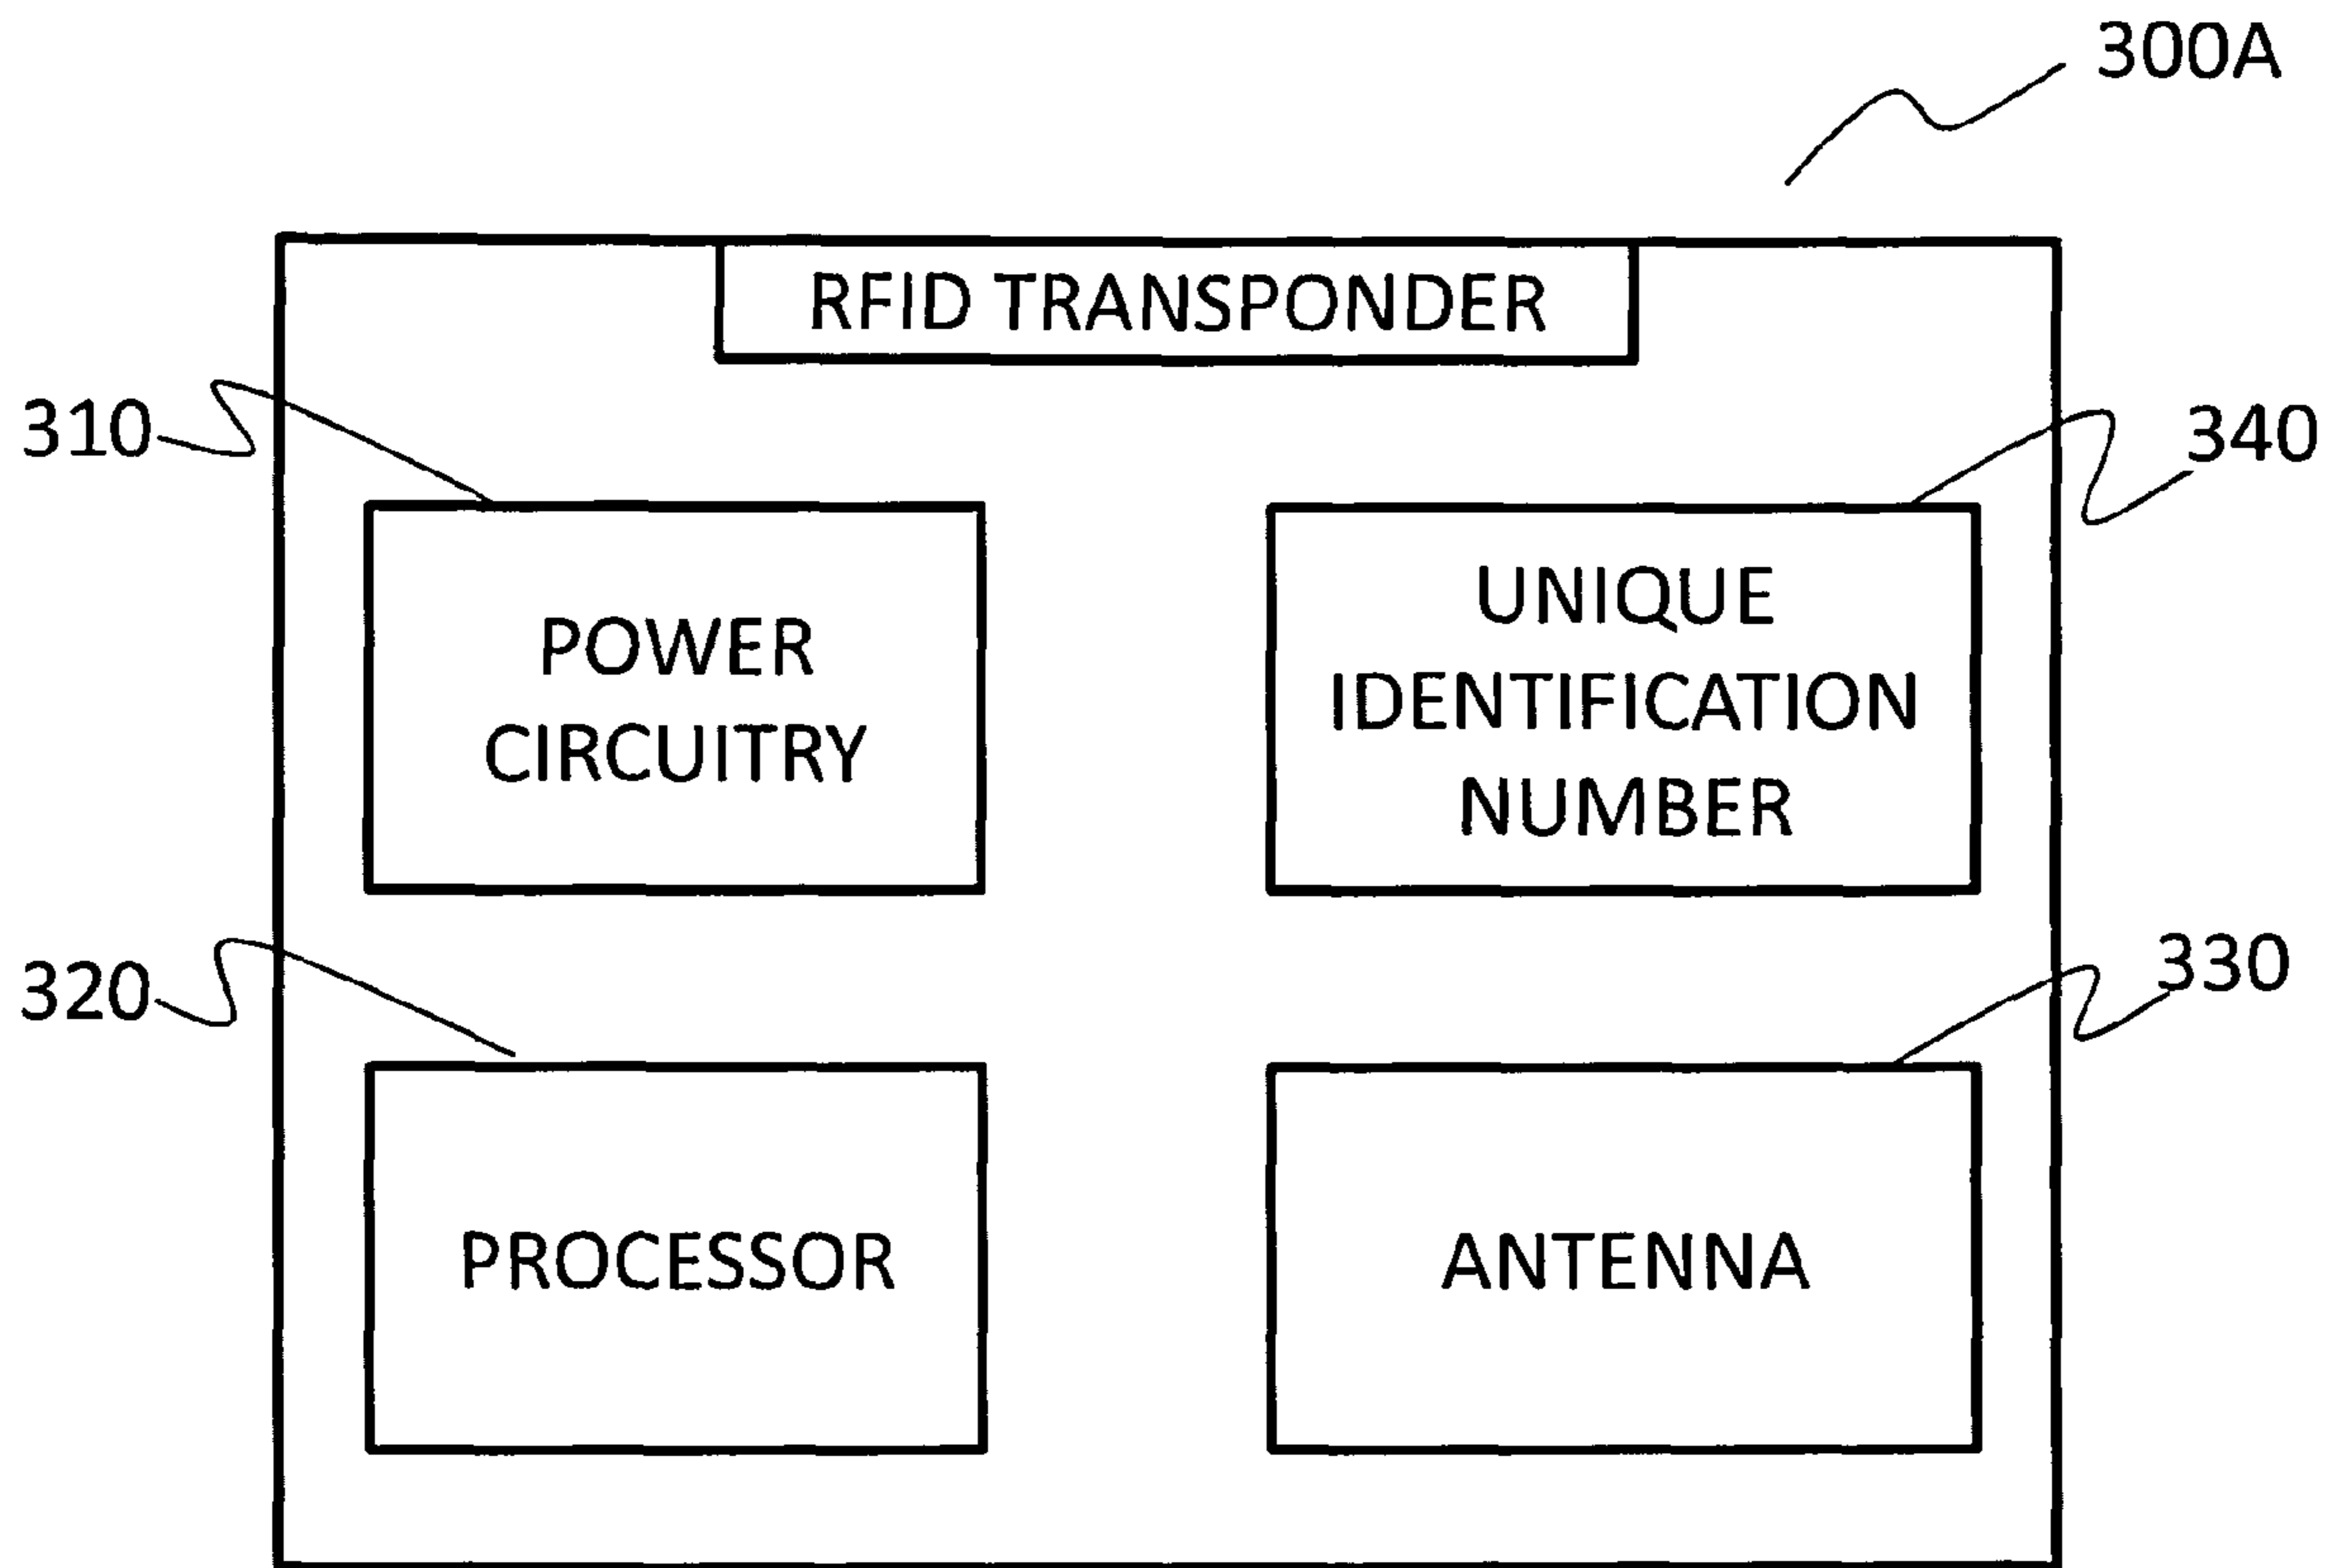 300A
RFID TRANSPONDER
310
340
POWER
CIRCUITRY
UNIQUE
IDENTIFICATION
NUMBER
320
330
PROCESSOR
ANTENNA